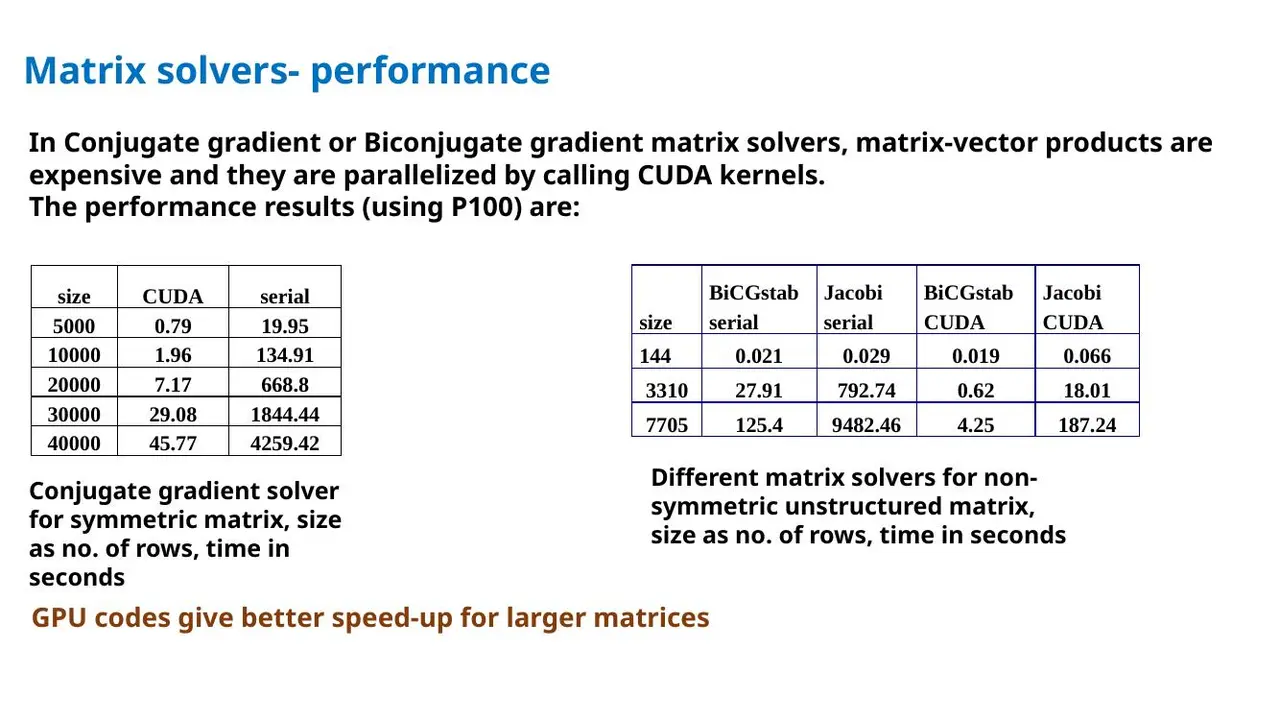 Matrix solvers- performance
In Conjugate gradient or Biconjugate gradient matrix solvers, matrix-vector products are
expensive and they are parallelized by calling CUDA kernels.
The performance results (using P100) are:
size CUDA serial
5000 0.79 19.95
10000 1.96 134.91
20000 7.17 668.8
30000 29.08 1844.44
40000 45.77 4259.42
Conjugate gradient solver
for symmetric matrix, size
as no. of rows, time in
seconds
BiCGstab Jacobi BiCGstab Jacobi
size serial serial CUDA CUDA
144 0.021 0.029 0.019 0.066
3310 27.91 792.74 0.62 18.01
7705 125.4 9482.46 4.25 187.24
Different matrix solvers for non-
symmetric unstructured matrix,
size as no. of rows, time in seconds
GPU codes give better speed-up for larger matrices